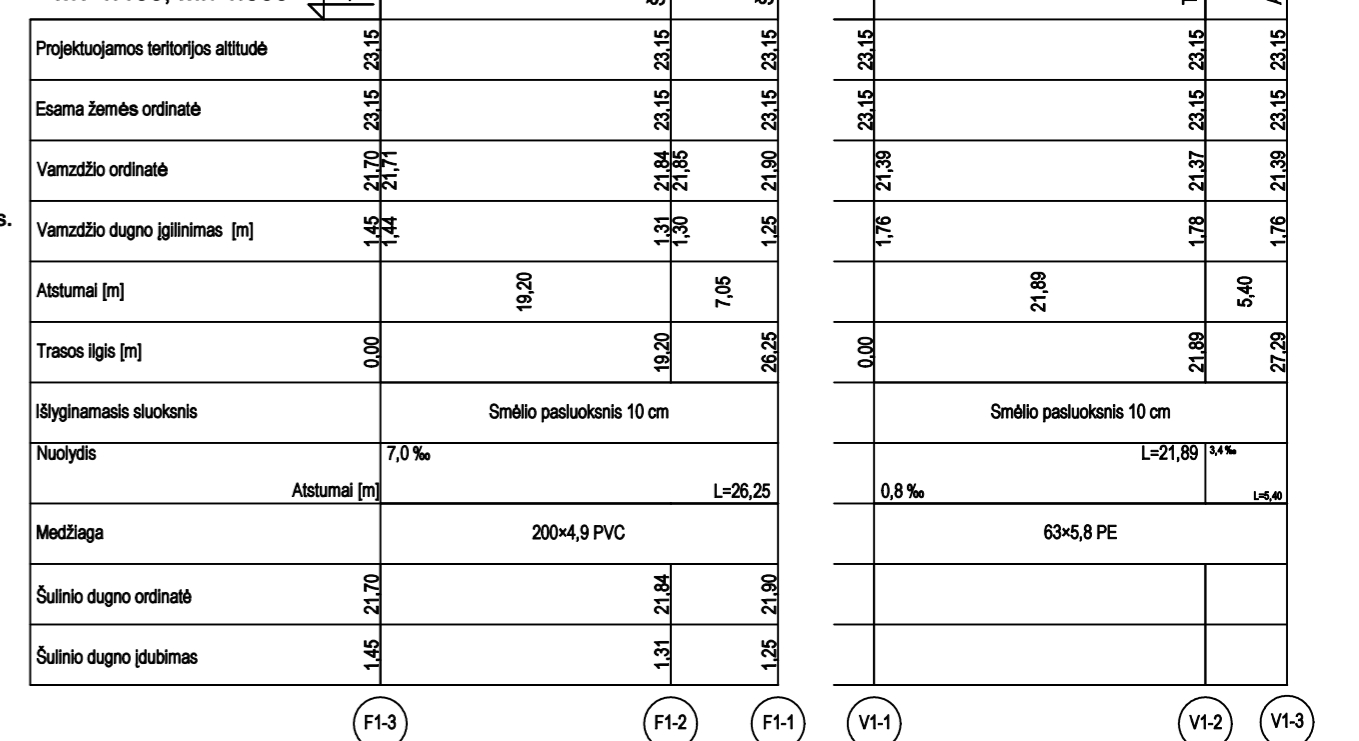 Projektuojamos teritorijos altitudė 23,15 23,15 23,15 23,15 23,15 23,15
Esama žemės ordinatė 23,15 23,15 23,15 23,15 23,15 23,15
Vamzdžio ordinatė 21,70 21,71 21,84 21,85 21,90 21,39 21,37 21,39
s.
Vamzdžio dugno įgilinimas [m] 1,45 1,44 1,31 1,30 1,25 1,76 1,78 1,76
Atstumai [m] 19,20 7,05 21,89 5,40
Trasos ilgis [m] 0,00 19,20 26,25 0,00 21,89 27,29
Išlyginamasis sluoksnis Smėlio pasluoksnis 10 cm Smėlio pasluoksnis 10 cm
Nuolydis 7,0 ‰ L=21,89 3,4 ‰
Atstumai [m] L=26,25 0,8 ‰ L=5,40
Medžiaga 200×4,9 PVC 63×5,8 PE
Šulinio dugno ordinatė 21,70 21,84 21,90
Šulinio dugno įdubimas 1,45 1,31 1,25
F1-3 F1-2 F1-1 V1-1 V1-2 V1-3